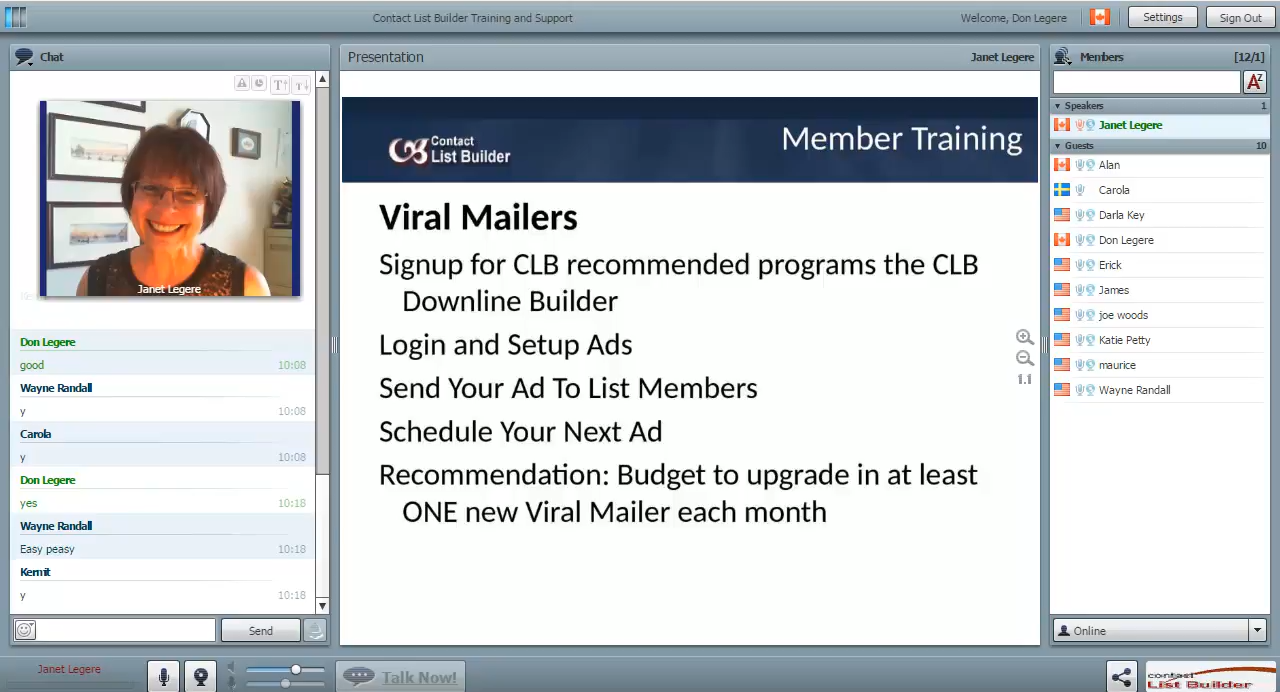 Contact List Builder Training and Support
Welcome, Don Legere
Settings
Sign Out
Chat
T↑
T↓
Janet Legere
Don Legere
good 10:08
Wayne Randall
y 10:08
Carola
y 10:08
Don Legere
yes 10:18
Wayne Randall
Easy peasy 10:18
Kermit
y 10:18
Send
Presentation
Janet Legere
Contact
List Builder
Member Training
Viral Mailers
Signup for CLB recommended programs the CLB
Downline Builder
Login and Setup Ads
Send Your Ad To List Members
Schedule Your Next Ad
Recommendation: Budget to upgrade in at least
ONE new Viral Mailer each month
1.1
Members [12/1]
AZ
Speakers 1
Janet Legere
Guests 10
Alan
Carola
Darla Key
Don Legere
Erick
James
joe woods
Katie Petty
maurice
Wayne Randall
Online
Janet Legere
Talk Now!
contact
List Builder